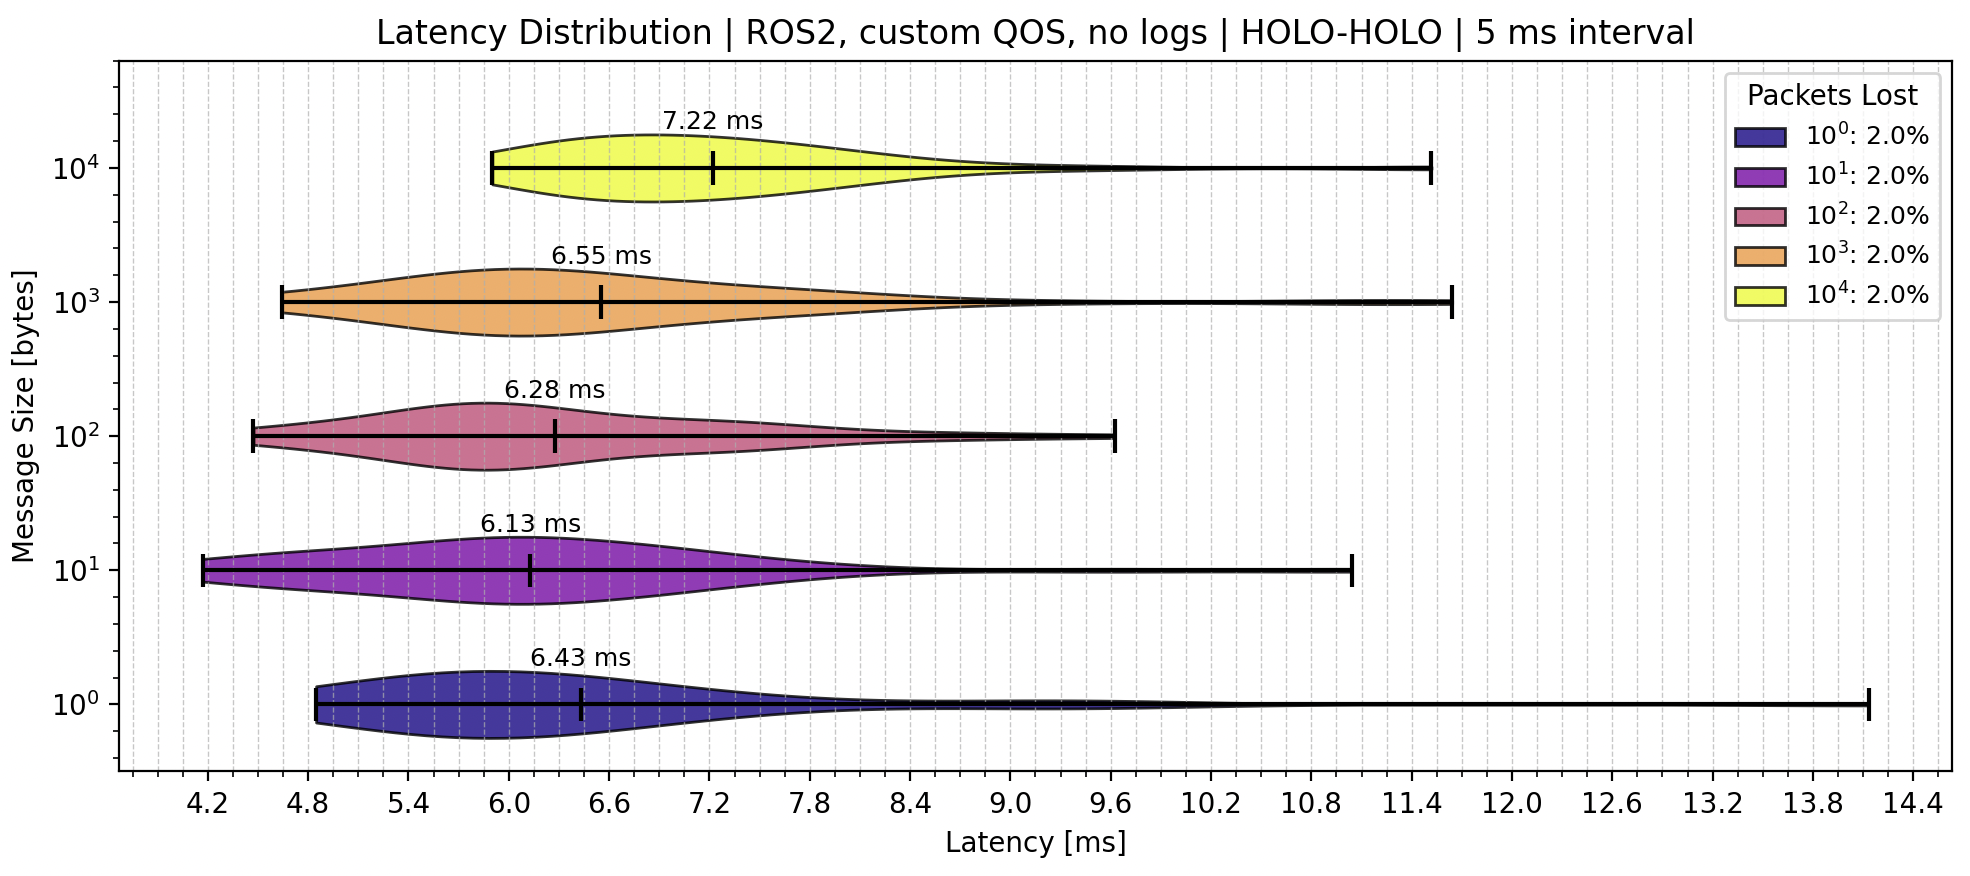 Latency Distribution | ROS2, custom QOS, no logs | HOLO-HOLO | 5 ms interval
Packets Lost
10⁰: 2.0%
10¹: 2.0%
10²: 2.0%
10³: 2.0%
10⁴: 2.0%
Message Size [bytes]
10⁴
7.22 ms
10³
6.55 ms
10²
6.28 ms
10¹
6.13 ms
10⁰
6.43 ms
4.2 4.8 5.4 6.0 6.6 7.2 7.8 8.4 9.0 9.6 10.2 10.8 11.4 12.0 12.6 13.2 13.8 14.4
Latency [ms]